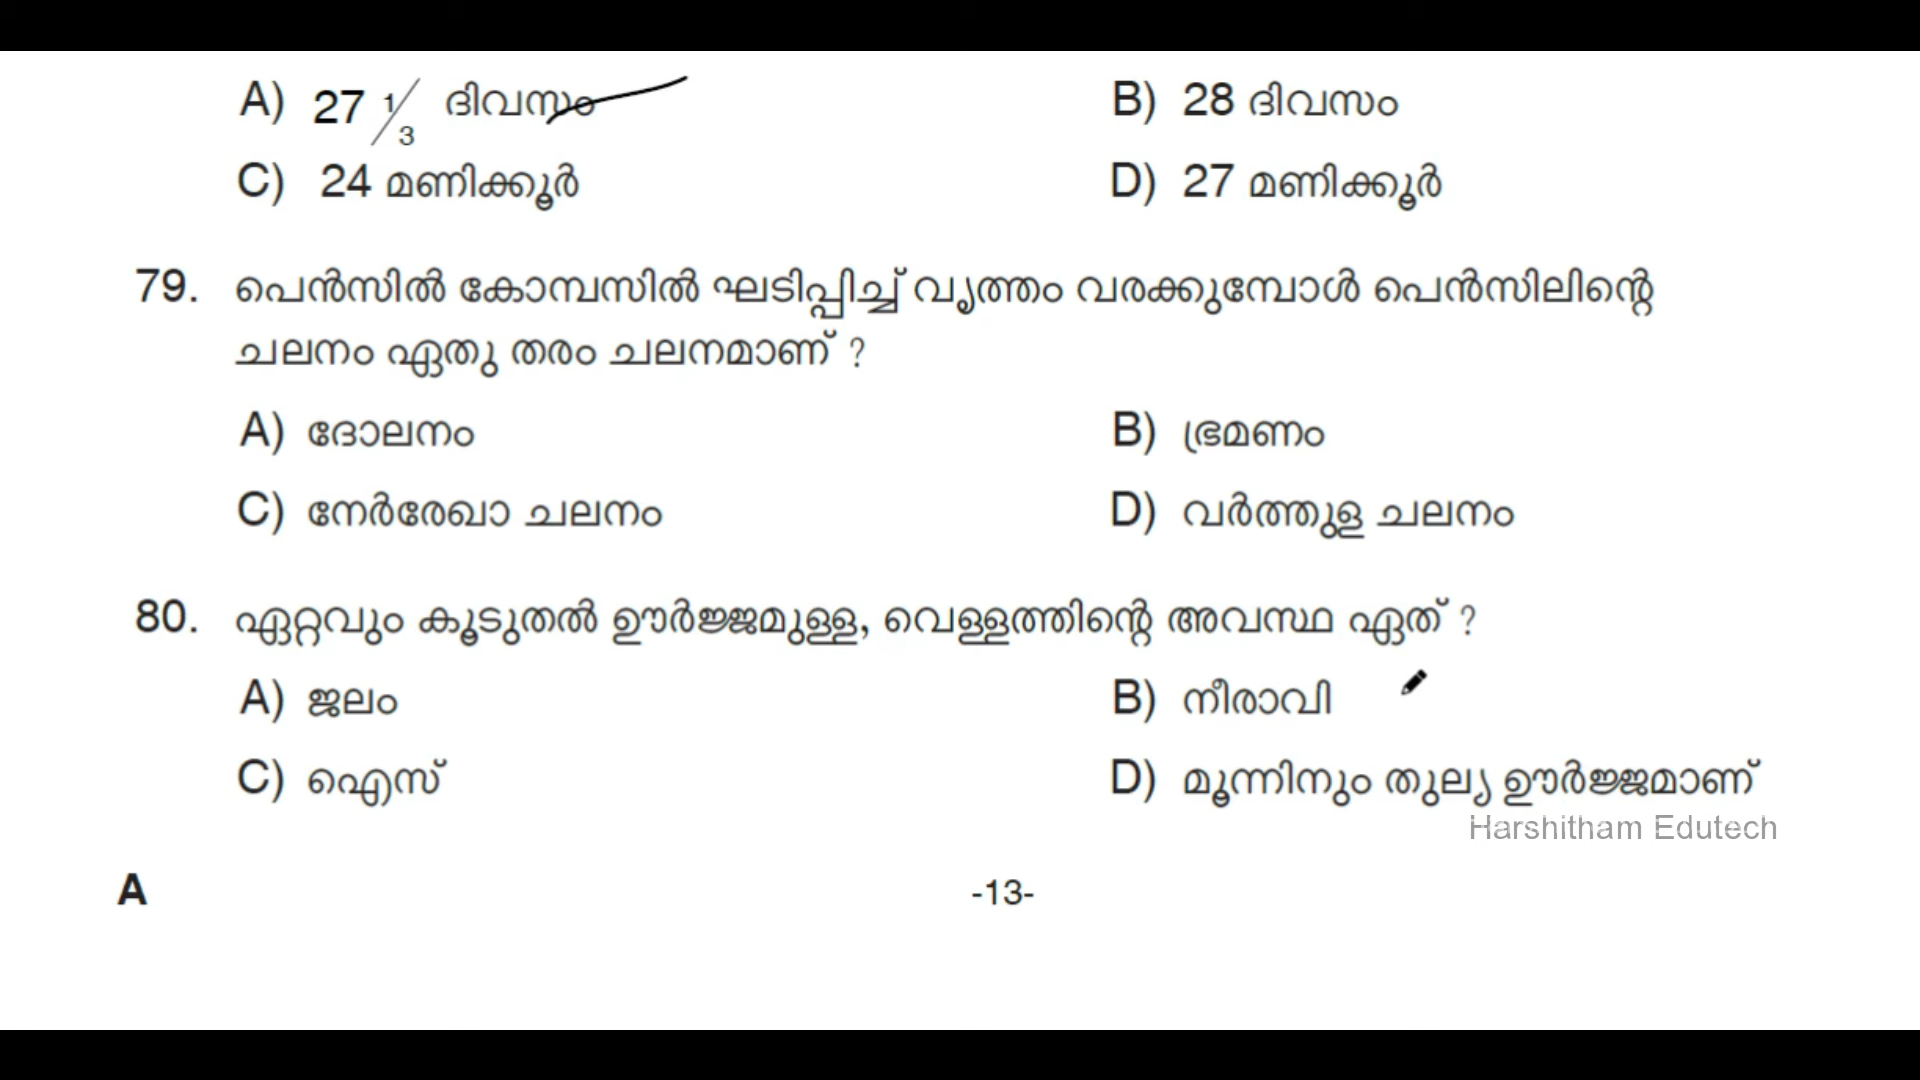 A) 27 1/3 ദിവസം B) 28 ദിവസം
C) 24 മണിക്കൂർ D) 27 മണിക്കൂർ
79. പെൻസിൽ കോമ്പസിൽ ഘടിപ്പിച്ച് വൃത്തം വരക്കുമ്പോൾ പെൻസിലിന്റെ
ചലനം ഏതു തരം ചലനമാണ് ?
A) ദോലനം B) ഭ്രമണം
C) നേർരേഖാ ചലനം D) വർത്തുള ചലനം
80. ഏറ്റവും കൂടുതൽ ഊർജ്ജമുള്ള, വെള്ളത്തിന്റെ അവസ്ഥ ഏത് ?
A) ജലം B) നീരാവി
C) ഐസ് D) മൂന്നിനും തുല്യ ഊർജ്ജമാണ്
Harshitham Edutech
A -13-